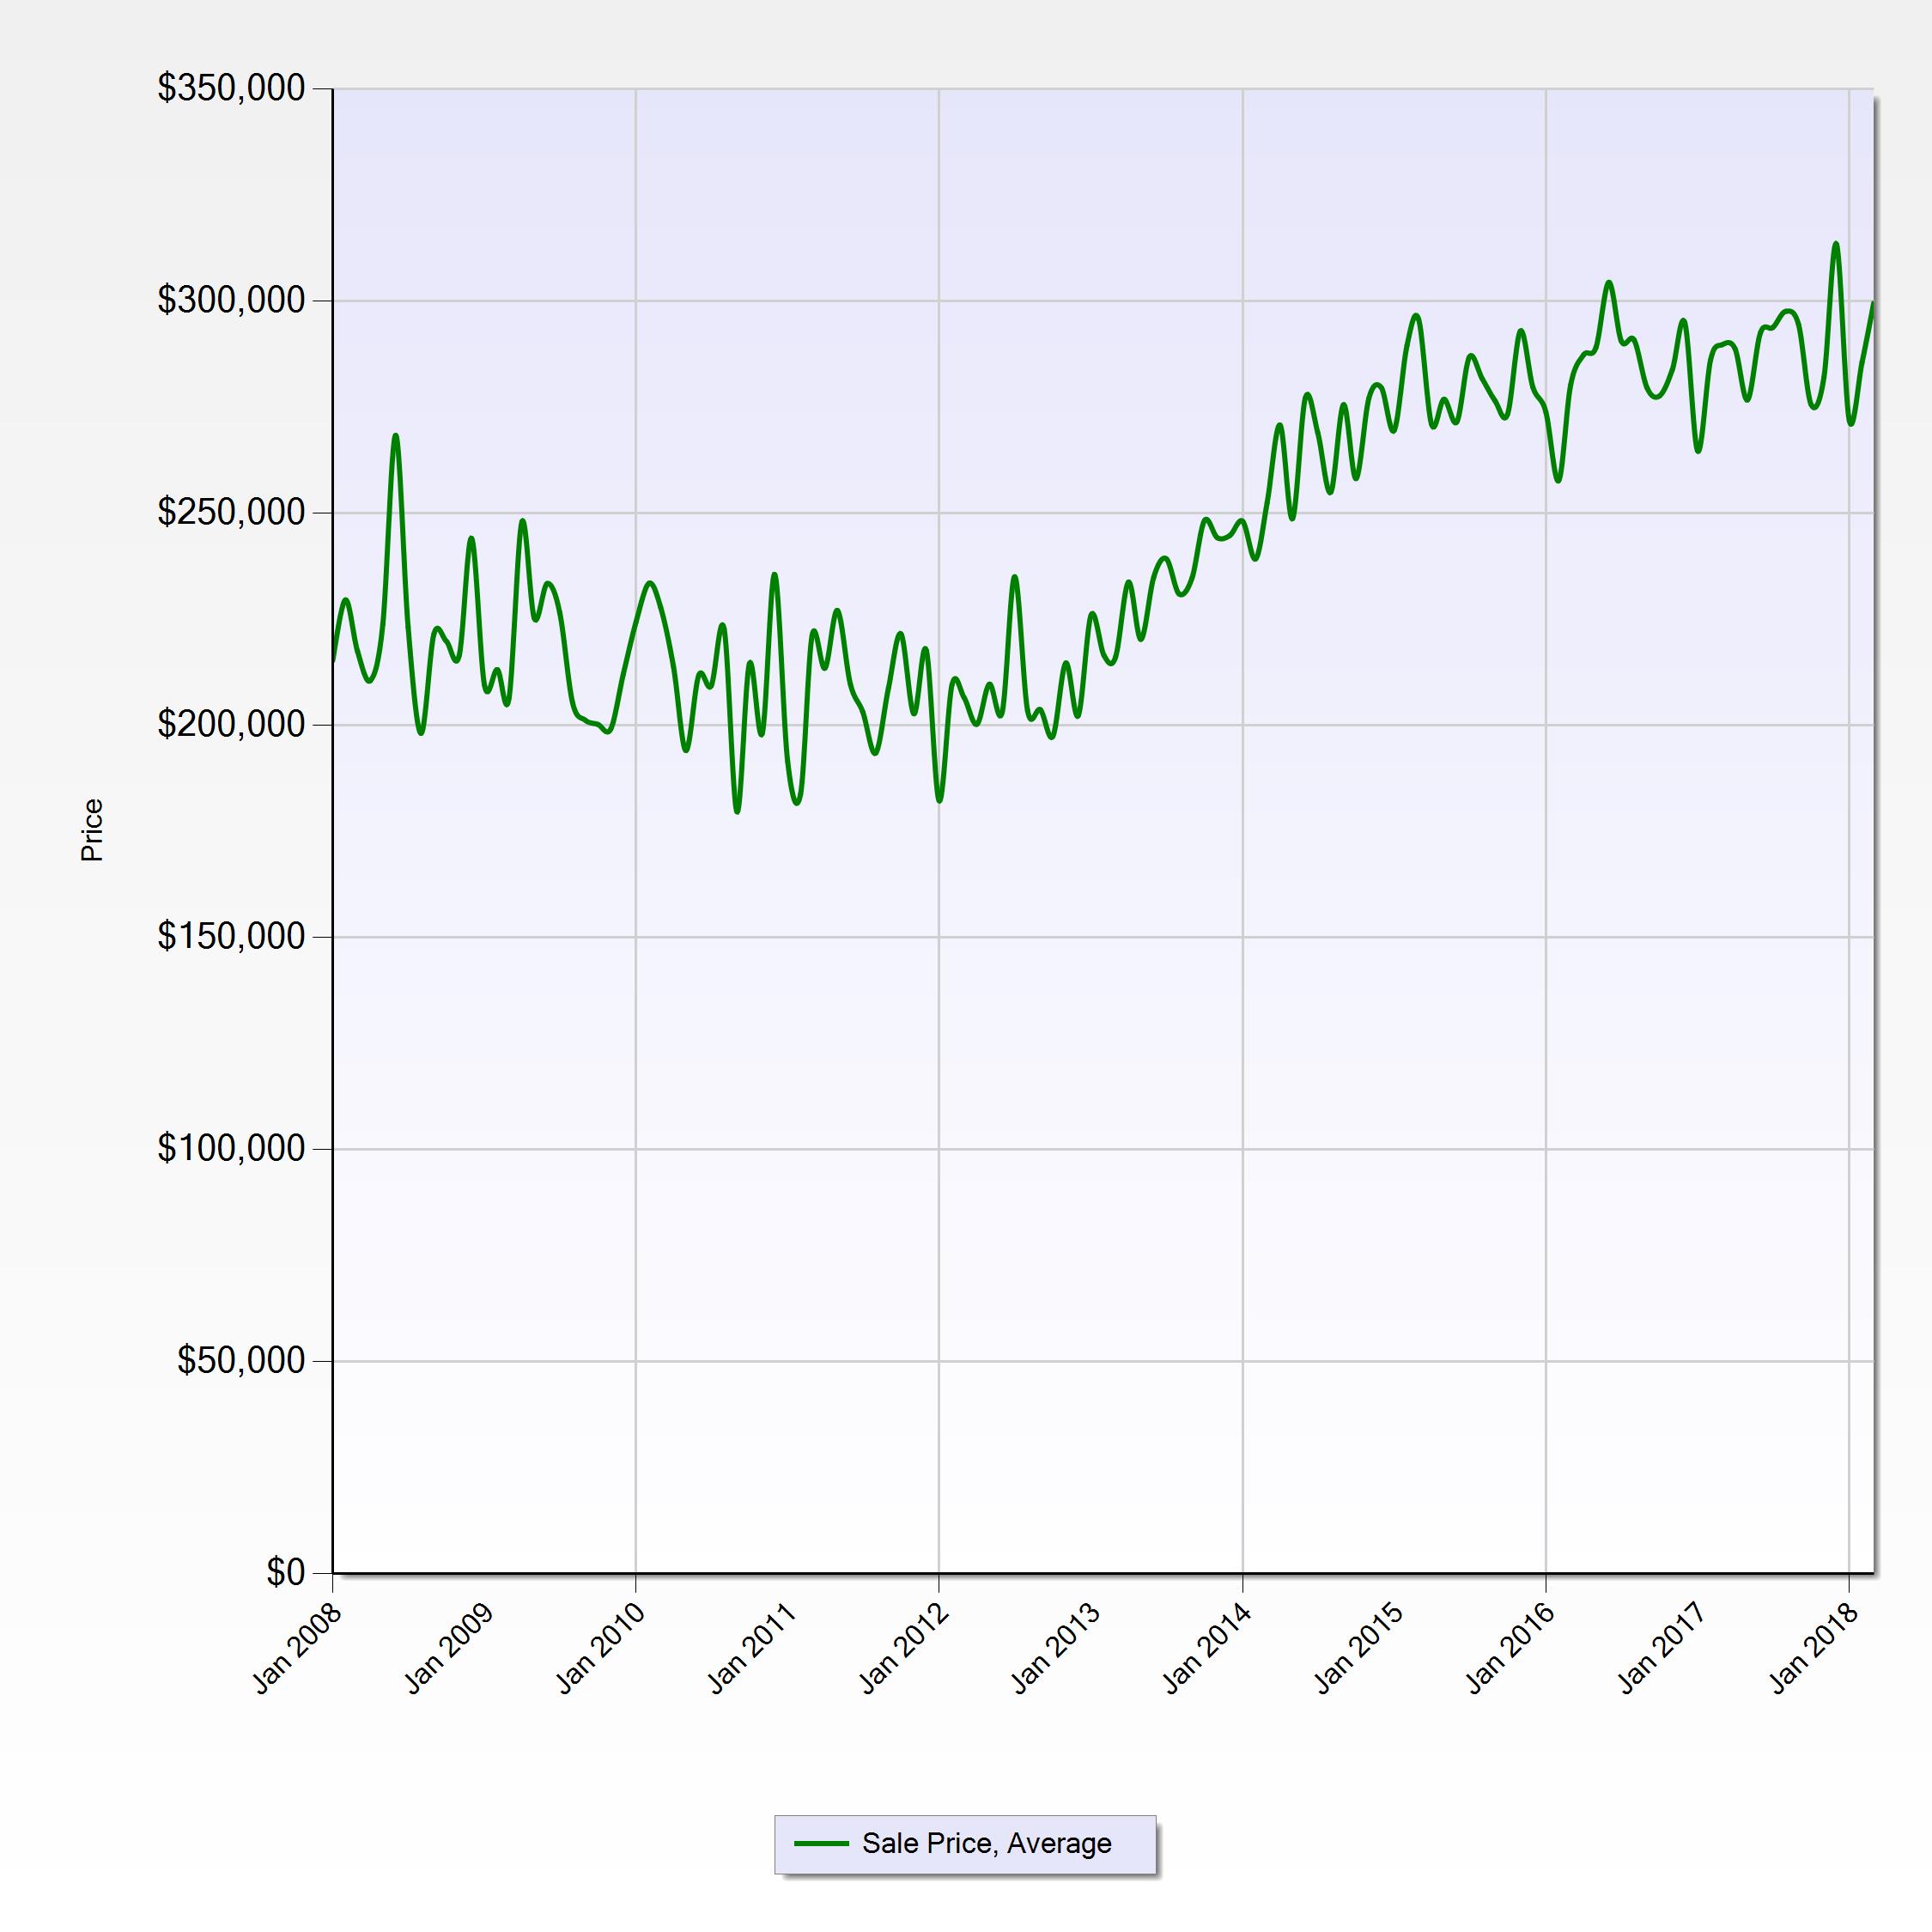 $350,000
$300,000
$250,000
$200,000
Price
$150,000
$100,000
$50,000
$0
Jan 2008
Jan 2009
Jan 2010
Jan 2011
Jan 2012
Jan 2013
Jan 2014
Jan 2015
Jan 2016
Jan 2017
Jan 2018
Sale Price, Average